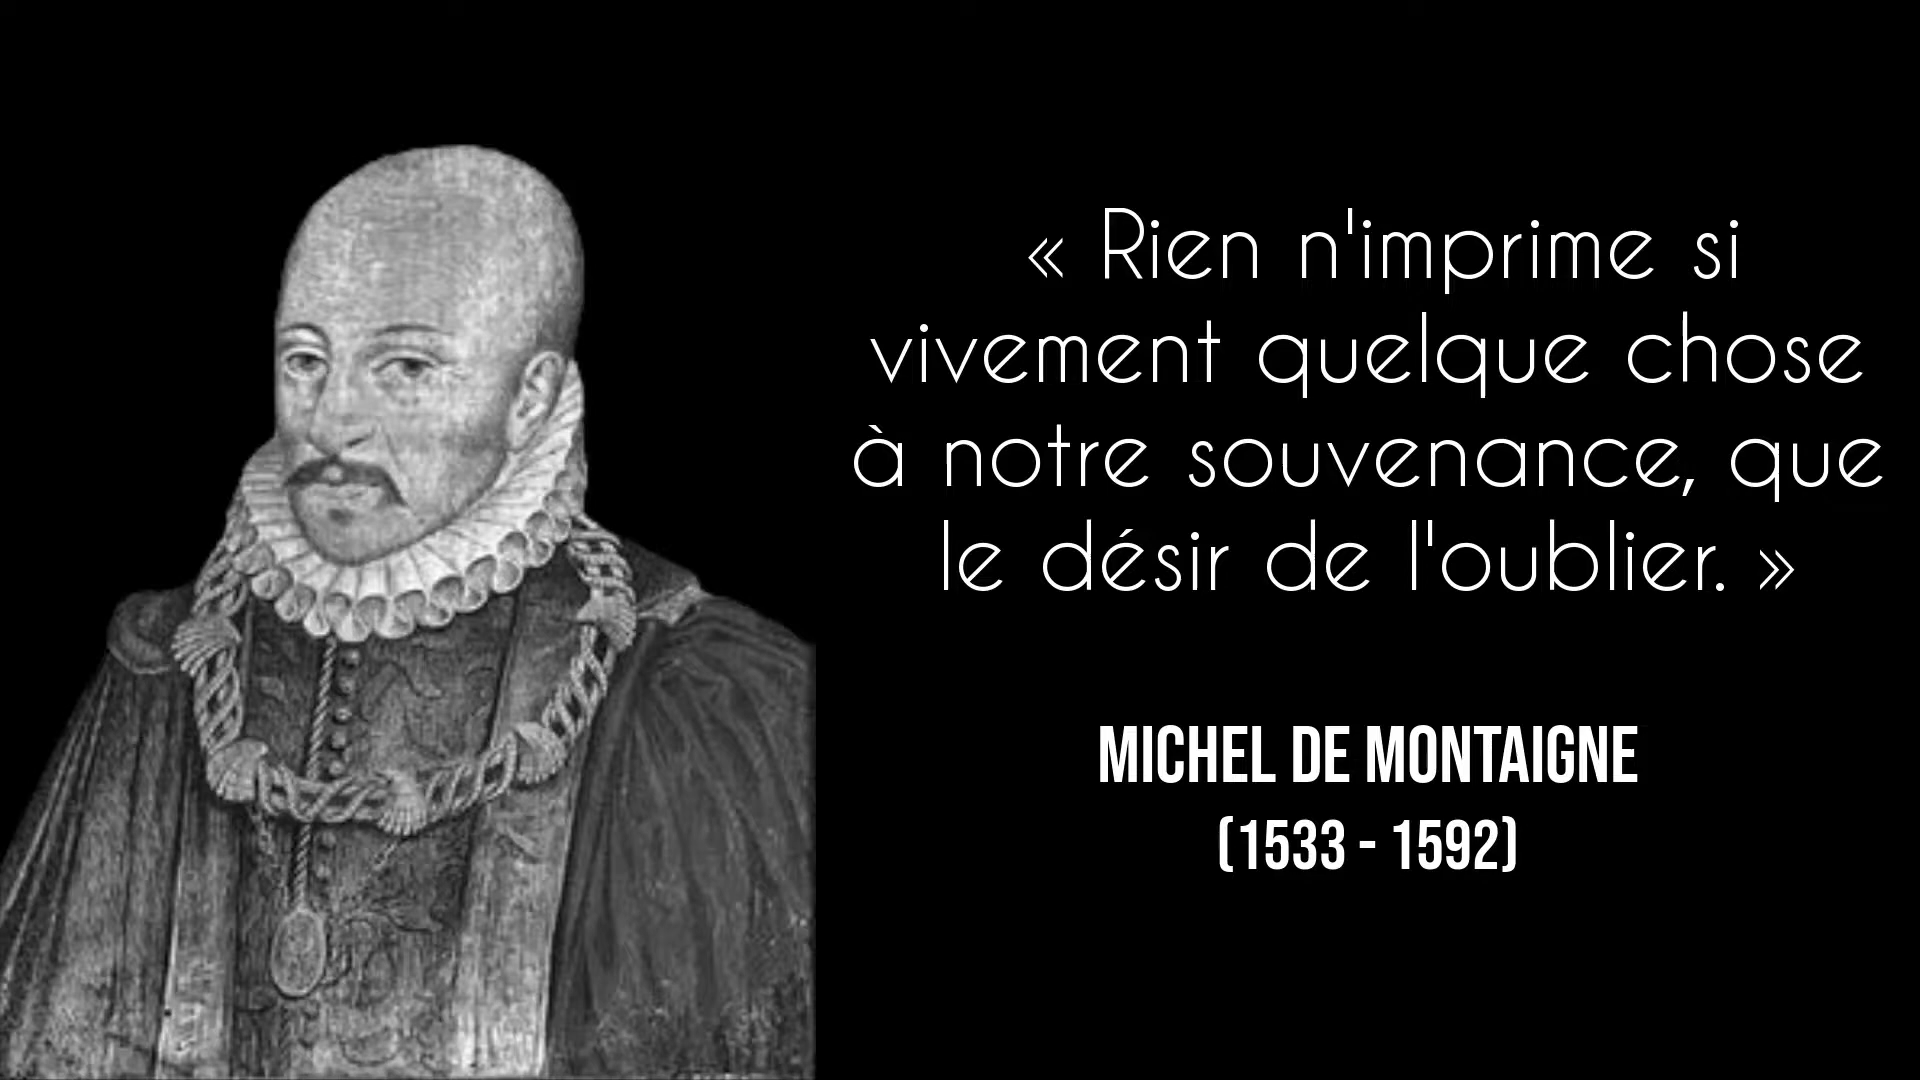 « Rien n'imprime si
vivement quelque chose
à notre souvenance, que
le désir de l'oublier. »
MICHEL DE MONTAIGNE
(1533 - 1592)